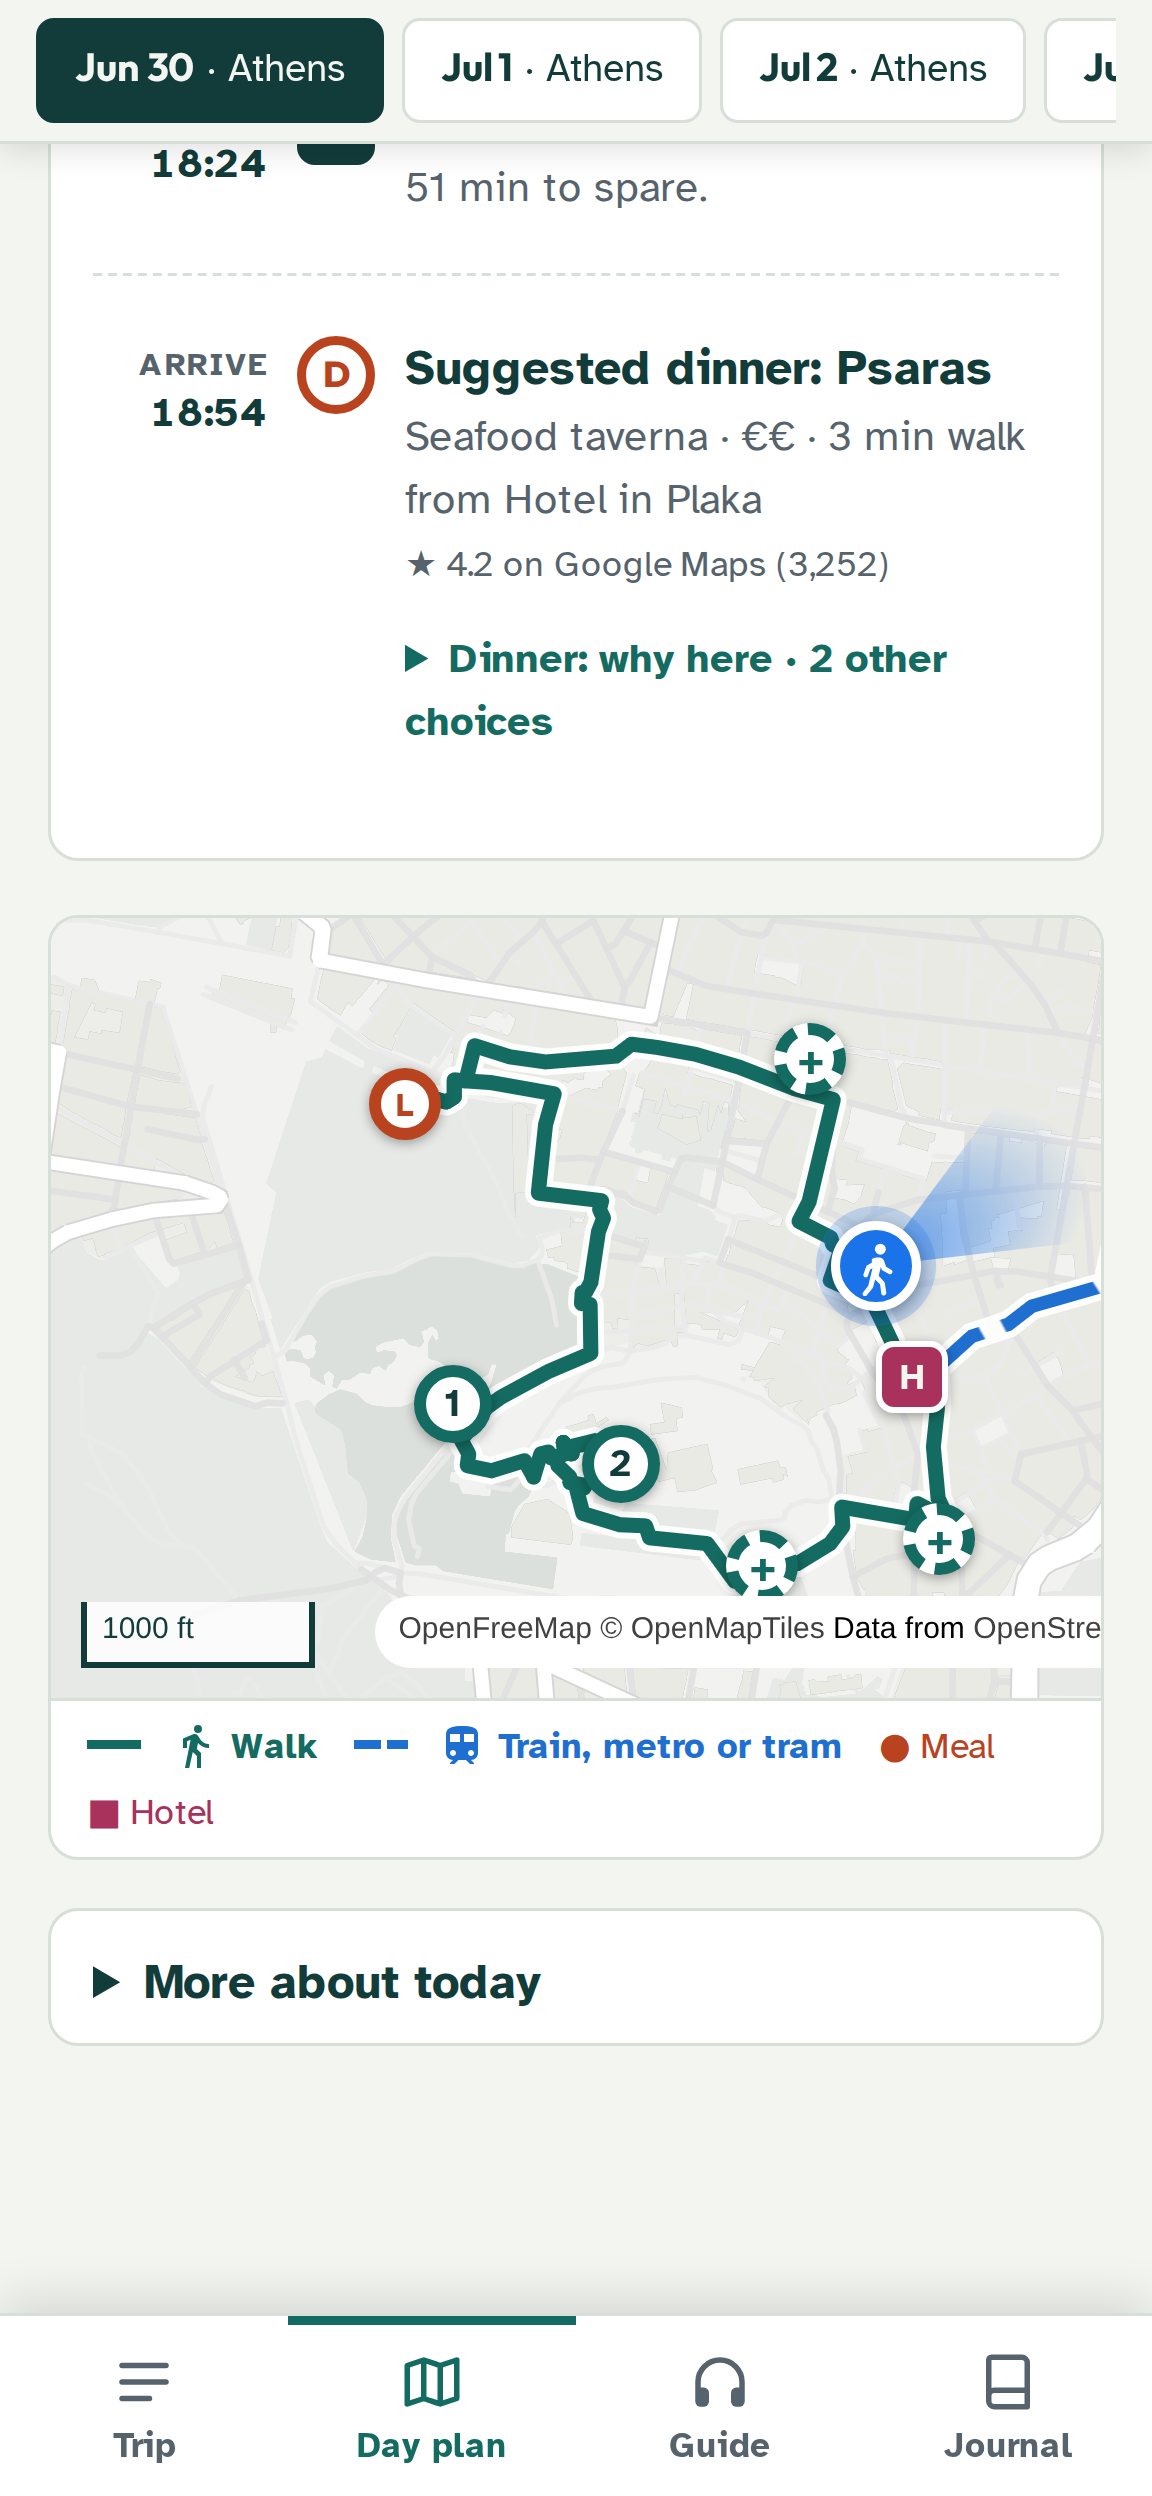 Jun 30 · Athens
Jul 1 · Athens
Jul 2 · Athens
Ju
18:24
51 min to spare.
ARRIVE
18:54
D
Suggested dinner: Psaras
Seafood taverna · €€ · 3 min walk
from Hotel in Plaka
★ 4.2 on Google Maps (3,252)
▶ Dinner: why here · 2 other
choices
+
L
H
1
2
+
+
1000 ft
OpenFreeMap © OpenMapTiles Data from OpenStre
Walk
Train, metro or tram
Meal
Hotel
▶ More about today
Trip
Day plan
Guide
Journal